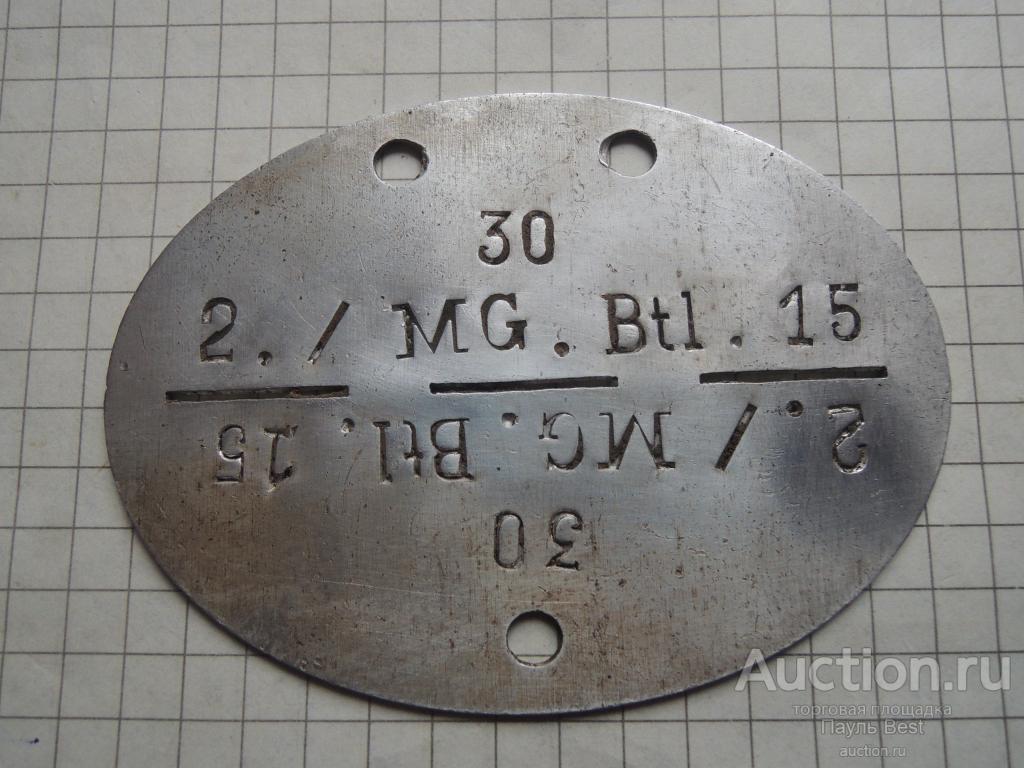 30
2./MG.Btl.15
2./MG.Btl.15
30
Auction.ru
торговая площадка
Пауль Best
auction.ru